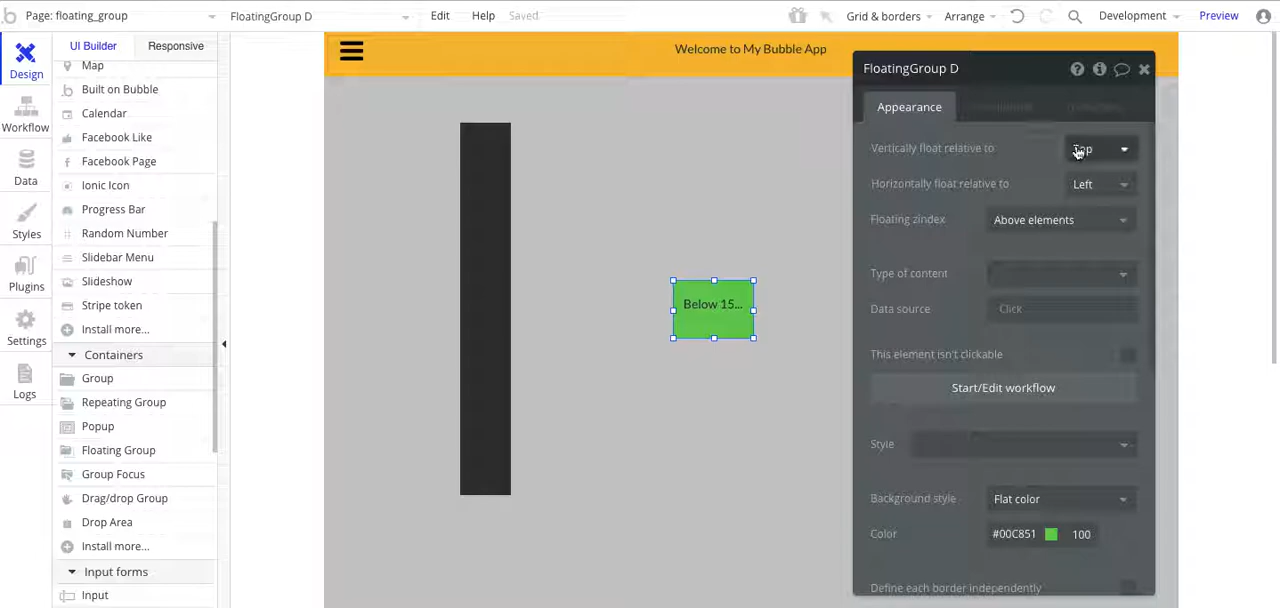 Page: floating_group
FloatingGroup D
Edit
Help
Saved
Grid & borders
Arrange
Development
Preview
Design
Workflow
Data
Styles
Plugins
Settings
Logs
UI Builder
Responsive
Map
Built on Bubble
Calendar
Facebook Like
Facebook Page
Ionic Icon
Progress Bar
Random Number
Slidebar Menu
Slideshow
Stripe token
Install more...
Containers
Group
Repeating Group
Popup
Floating Group
Group Focus
Drag/drop Group
Drop Area
Install more...
Input forms
Input
Welcome to My Bubble App
Below 15...
FloatingGroup D
Appearance
Vertically float relative to
Top
Horizontally float relative to
Left
Floating zindex
Above elements
Type of content
Data source
Click
This element isn't clickable
Start/Edit workflow
Style
Background style
Flat color
Color
#00C851
100
Define each border independently